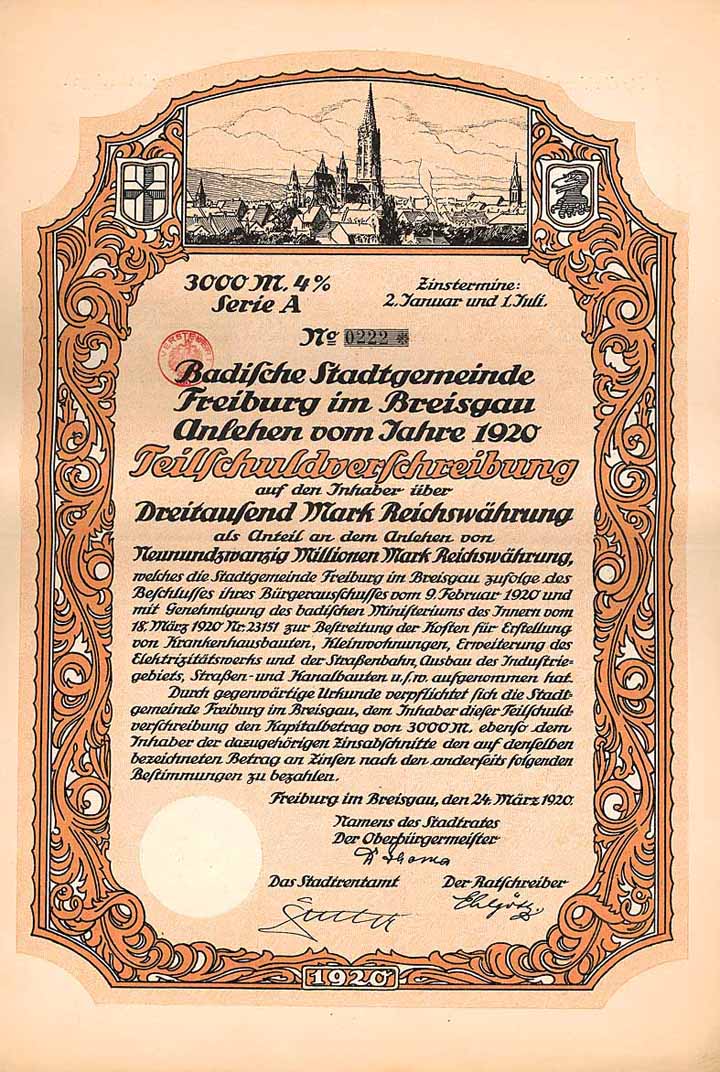 3000 M. 4%
Serie A
Zinstermine:
2. Januar und 1. Juli.
No 0222 *
VERSTEUERT
Badiſche Stadtgemeinde
Freiburg im Breisgau
Anlehen vom Jahre 1920
Teilſchuldverſchreibung
auf den Inhaber über
Dreitauſend Mark Reichswährung
als Anteil an dem Anlehen von
Neunundzwanzig Millionen Mark Reichswährung,
welches die Stadtgemeinde Freiburg im Breisgau zufolge des
Beſchluſſes ihres Bürgerausſchuſſes vom 9. Februar 1920 und
mit Genehmigung des badiſchen Miniſteriums des Innern vom
18. März 1920 Nr. 23151 zur Beſtreitung der Koſten für Erſtellung
von Krankenhausbauten, Kleinwohnungen, Erweiterung des
Elektrizitätswerks und der Straßenbahn, Ausbau des Induſtrie-
gebiets, Straßen- und Kanalbauten u. ſ. w. aufgenommen hat.
Durch gegenwärtige Urkunde verpflichtet ſich die Stadt-
gemeinde Freiburg im Breisgau, dem Inhaber dieſer Teilſchuld-
verſchreibung den Kapitalbetrag von 3000 M. ebenſo dem
Inhaber der dazugehörigen Zinsabſchnitte den auf denſelben
bezeichneten Betrag an Zinſen nach den anderſeits folgenden
Beſtimmungen zu bezahlen.
Freiburg im Breisgau, den 24. März 1920.
Namens des Stadtrates
Der Oberbürgermeiſter
Thoma
Das Stadtrentamt
Der Ratſchreiber
1920